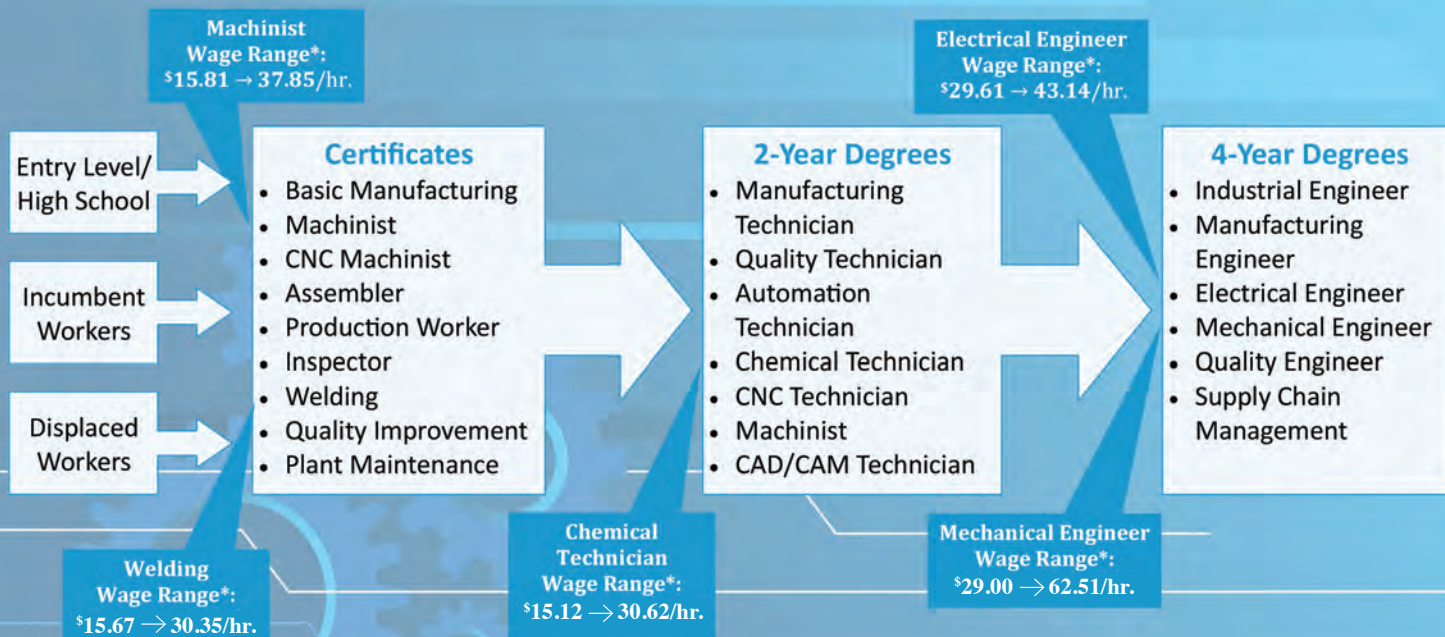 Machinist
Wage Range*:
$15.81 → 37.85/hr.
Electrical Engineer
Wage Range*:
$29.61 → 43.14/hr.
Entry Level/
High School
Incumbent
Workers
Displaced
Workers
Certificates
• Basic Manufacturing
• Machinist
• CNC Machinist
• Assembler
• Production Worker
• Inspector
• Welding
• Quality Improvement
• Plant Maintenance
2-Year Degrees
• Manufacturing
Technician
• Quality Technician
• Automation
Technician
• Chemical Technician
• CNC Technician
• Machinist
• CAD/CAM Technician
4-Year Degrees
• Industrial Engineer
• Manufacturing
Engineer
• Electrical Engineer
• Mechanical Engineer
• Quality Engineer
• Supply Chain
Management
Welding
Wage Range*:
$15.67 → 30.35/hr.
Chemical
Technician
Wage Range*:
$15.12 → 30.62/hr.
Mechanical Engineer
Wage Range*:
$29.00 → 62.51/hr.